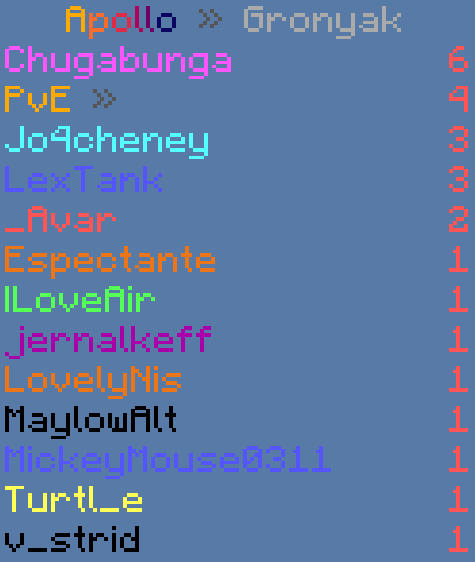 Apollo » Gronyak
Chugabunga 6
PvE » 4
Jo4cheney 3
LexTank 3
_Avar 2
Espectante 1
ILoveAir 1
jernalkeff 1
LovelyNis 1
MaylowAlt 1
MickeyMouse0311 1
Turtl_e 1
v_strid 1